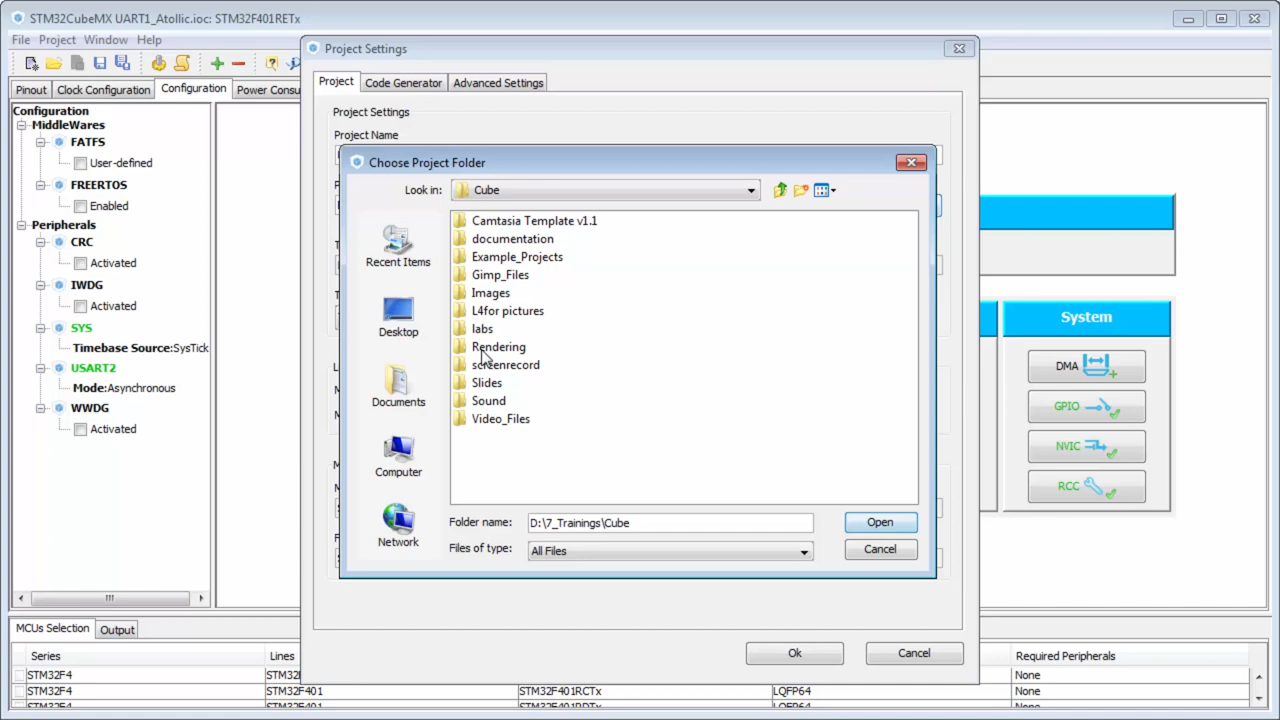 STM32CubeMX UART1_Atollic.ioc: STM32F401RETx
File Project Window Help
Pinout
Clock Configuration
Configuration
Power Consu
Configuration
MiddleWares
FATFS
User-defined
FREERTOS
Enabled
Peripherals
CRC
Activated
IWDG
Activated
SYS
Timebase Source:SysTick
USART2
Mode:Asynchronous
WWDG
Activated
Project Settings
Project
Code Generator
Advanced Settings
Project Settings
Project Name
Choose Project Folder
Look in:
Cube
Recent Items
Desktop
Documents
Computer
Network
Camtasia Template v1.1
documentation
Example_Projects
Gimp_Files
Images
L4for pictures
labs
Rendering
screenrecord
Slides
Sound
Video_Files
Folder name:
D:\7_Trainings\Cube
Open
Files of type:
All Files
Cancel
Ok
Cancel
System
DMA
GPIO
NVIC
RCC
MCUs Selection
Output
Series
Lines
Required Peripherals
STM32F4
None
STM32F4
STM32F401
STM32F401RCTx
LQFP64
None
STM32F4
STM32F401
STM32F401RDTx
LQFP64
None